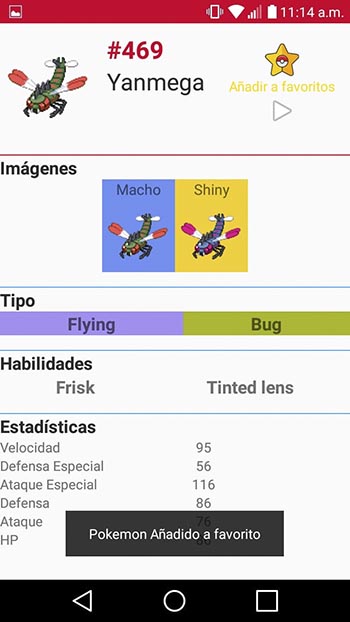 11:14 a.m.
#469
Yanmega
Añadir a favoritos
Imágenes
Macho Shiny
Tipo
Flying Bug
Habilidades
Frisk Tinted lens
Estadísticas
Velocidad 95
Defensa Especial 56
Ataque Especial 116
Defensa 86
Ataque 76
HP
Pokemon Añadido a favorito